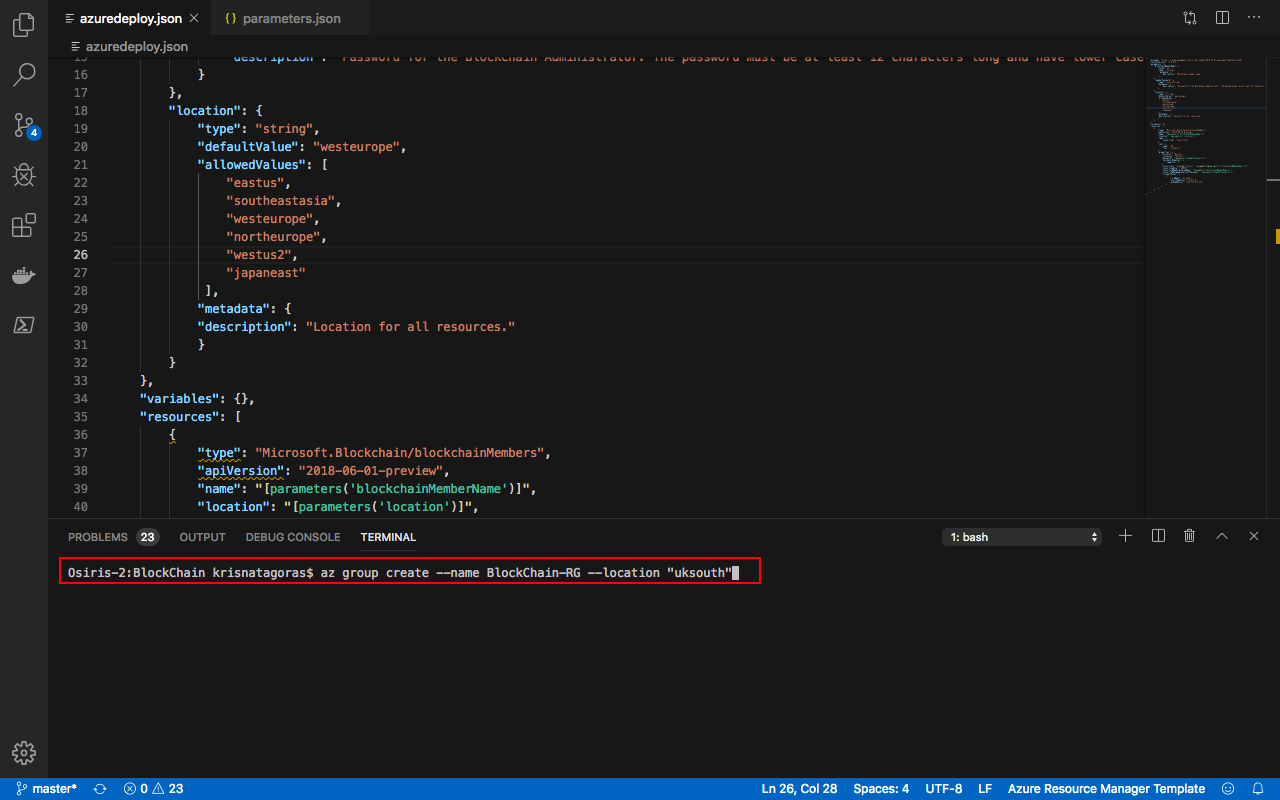 azuredeploy.json
parameters.json
azuredeploy.json
15 "description": "Password for the Blockchain Administrator. The password must be at least 12 characters long and have lower case
16 }
17 },
18 "location": {
19 "type": "string",
20 "defaultValue": "westeurope",
21 "allowedValues": [
22 "eastus",
23 "southeastasia",
24 "westeurope",
25 "northeurope",
26 "westus2",
27 "japaneast"
28 ],
29 "metadata": {
30 "description": "Location for all resources."
31 }
32 }
33 },
34 "variables": {},
35 "resources": [
36 {
37 "type": "Microsoft.Blockchain/blockchainMembers",
38 "apiVersion": "2018-06-01-preview",
39 "name": "[parameters('blockchainMemberName')]",
40 "location": "[parameters('location')]",
4
PROBLEMS 23 OUTPUT DEBUG CONSOLE TERMINAL 1: bash
Osiris-2:BlockChain krisnatagoras$ az group create --name BlockChain-RG --location "uksouth"
master* 0 23 Ln 26, Col 28 Spaces: 4 UTF-8 LF Azure Resource Manager Template